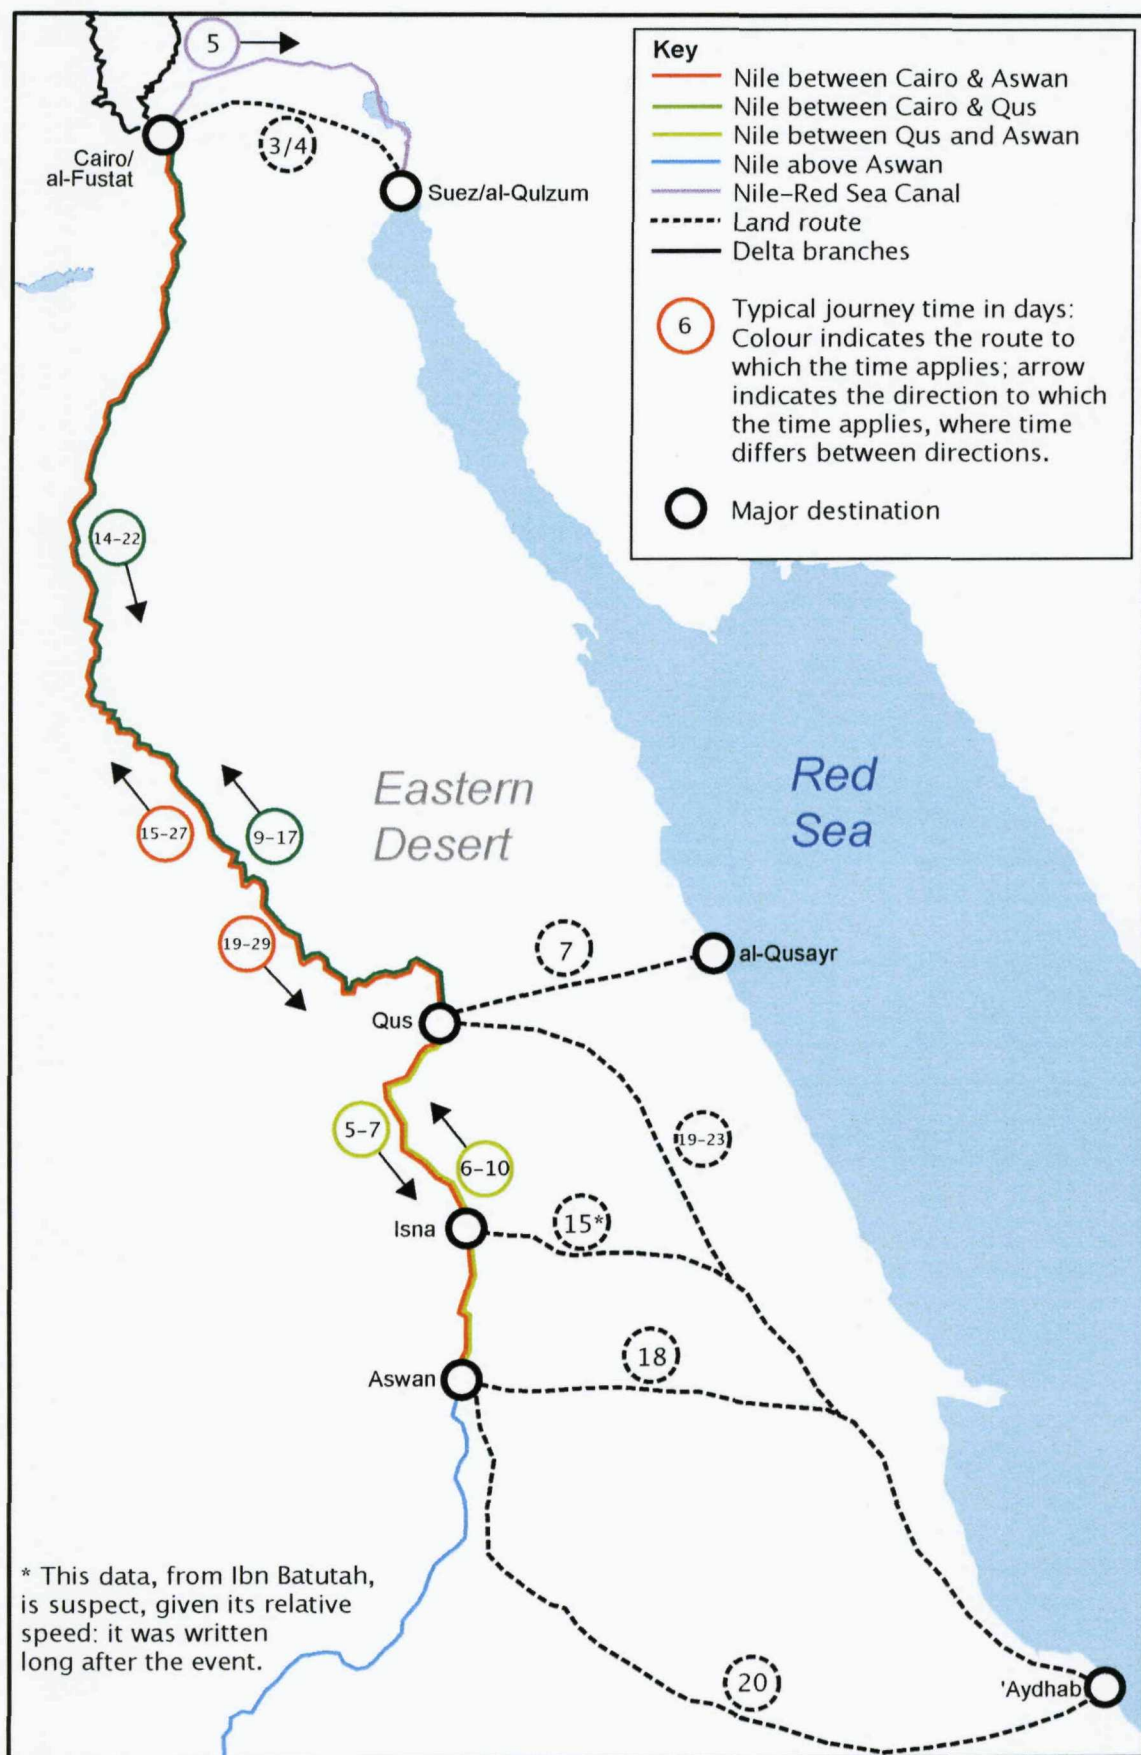 5
3/4
Cairo/
al-Fustat
Suez/al-Qulzum
Key
Nile between Cairo & Aswan
Nile between Cairo & Qus
Nile between Qus and Aswan
Nile above Aswan
Nile–Red Sea Canal
Land route
Delta branches
6
Typical journey time in days:
Colour indicates the route to
which the time applies; arrow
indicates the direction to which
the time applies, where time
differs between directions.
Major destination
14–22
Eastern
Desert
Red
Sea
15–27
9–17
19–29
7
al-Qusayr
Qus
5–7
6–10
19–23
Isna
15*
Aswan
18
* This data, from Ibn Batutah,
is suspect, given its relative
speed: it was written
long after the event.
20
'Aydhab